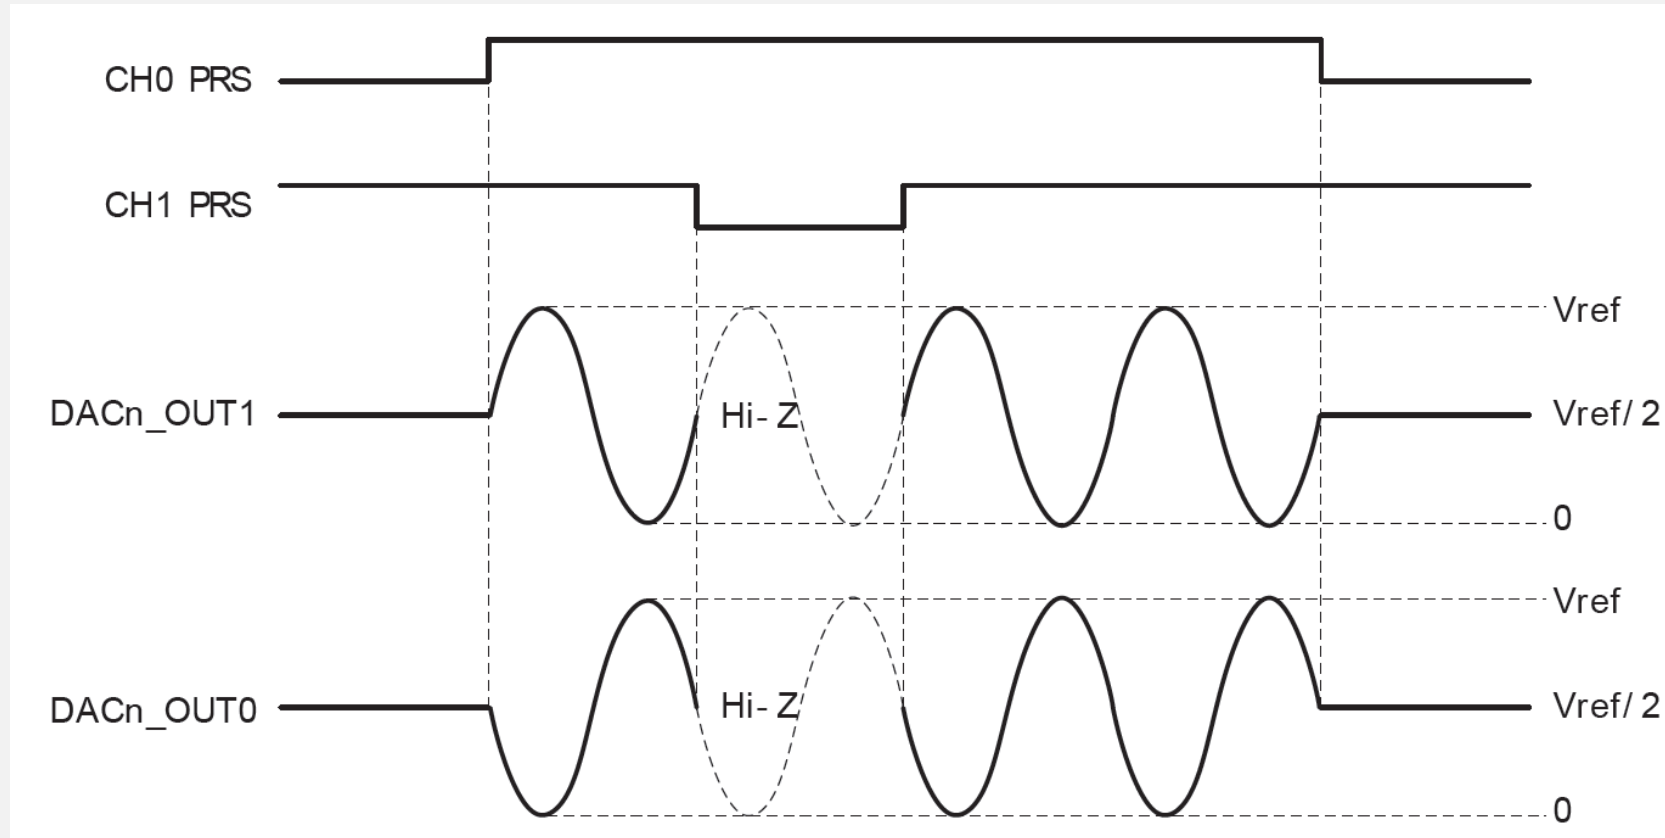 CH0 PRS
CH1 PRS
Vref
DACn_OUT1
Hi-Z
Vref/2
0
Vref
DACn_OUT0
Hi-Z
Vref/2
0